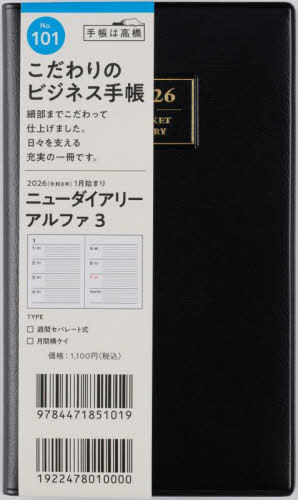 No.
101
手帳は高橋
こだわりの
ビジネス手帳
細部までこだわって
仕上げました。
日々を支える
充実の一冊です。
2026(令和8年)1月始まり
ニューダイアリー
アルファ 3
TYPE
□ 週間セパレート式
□ 月間横ケイ
価格:1,100円(税込)
9784471851019
1922478010000
26
KET
RY